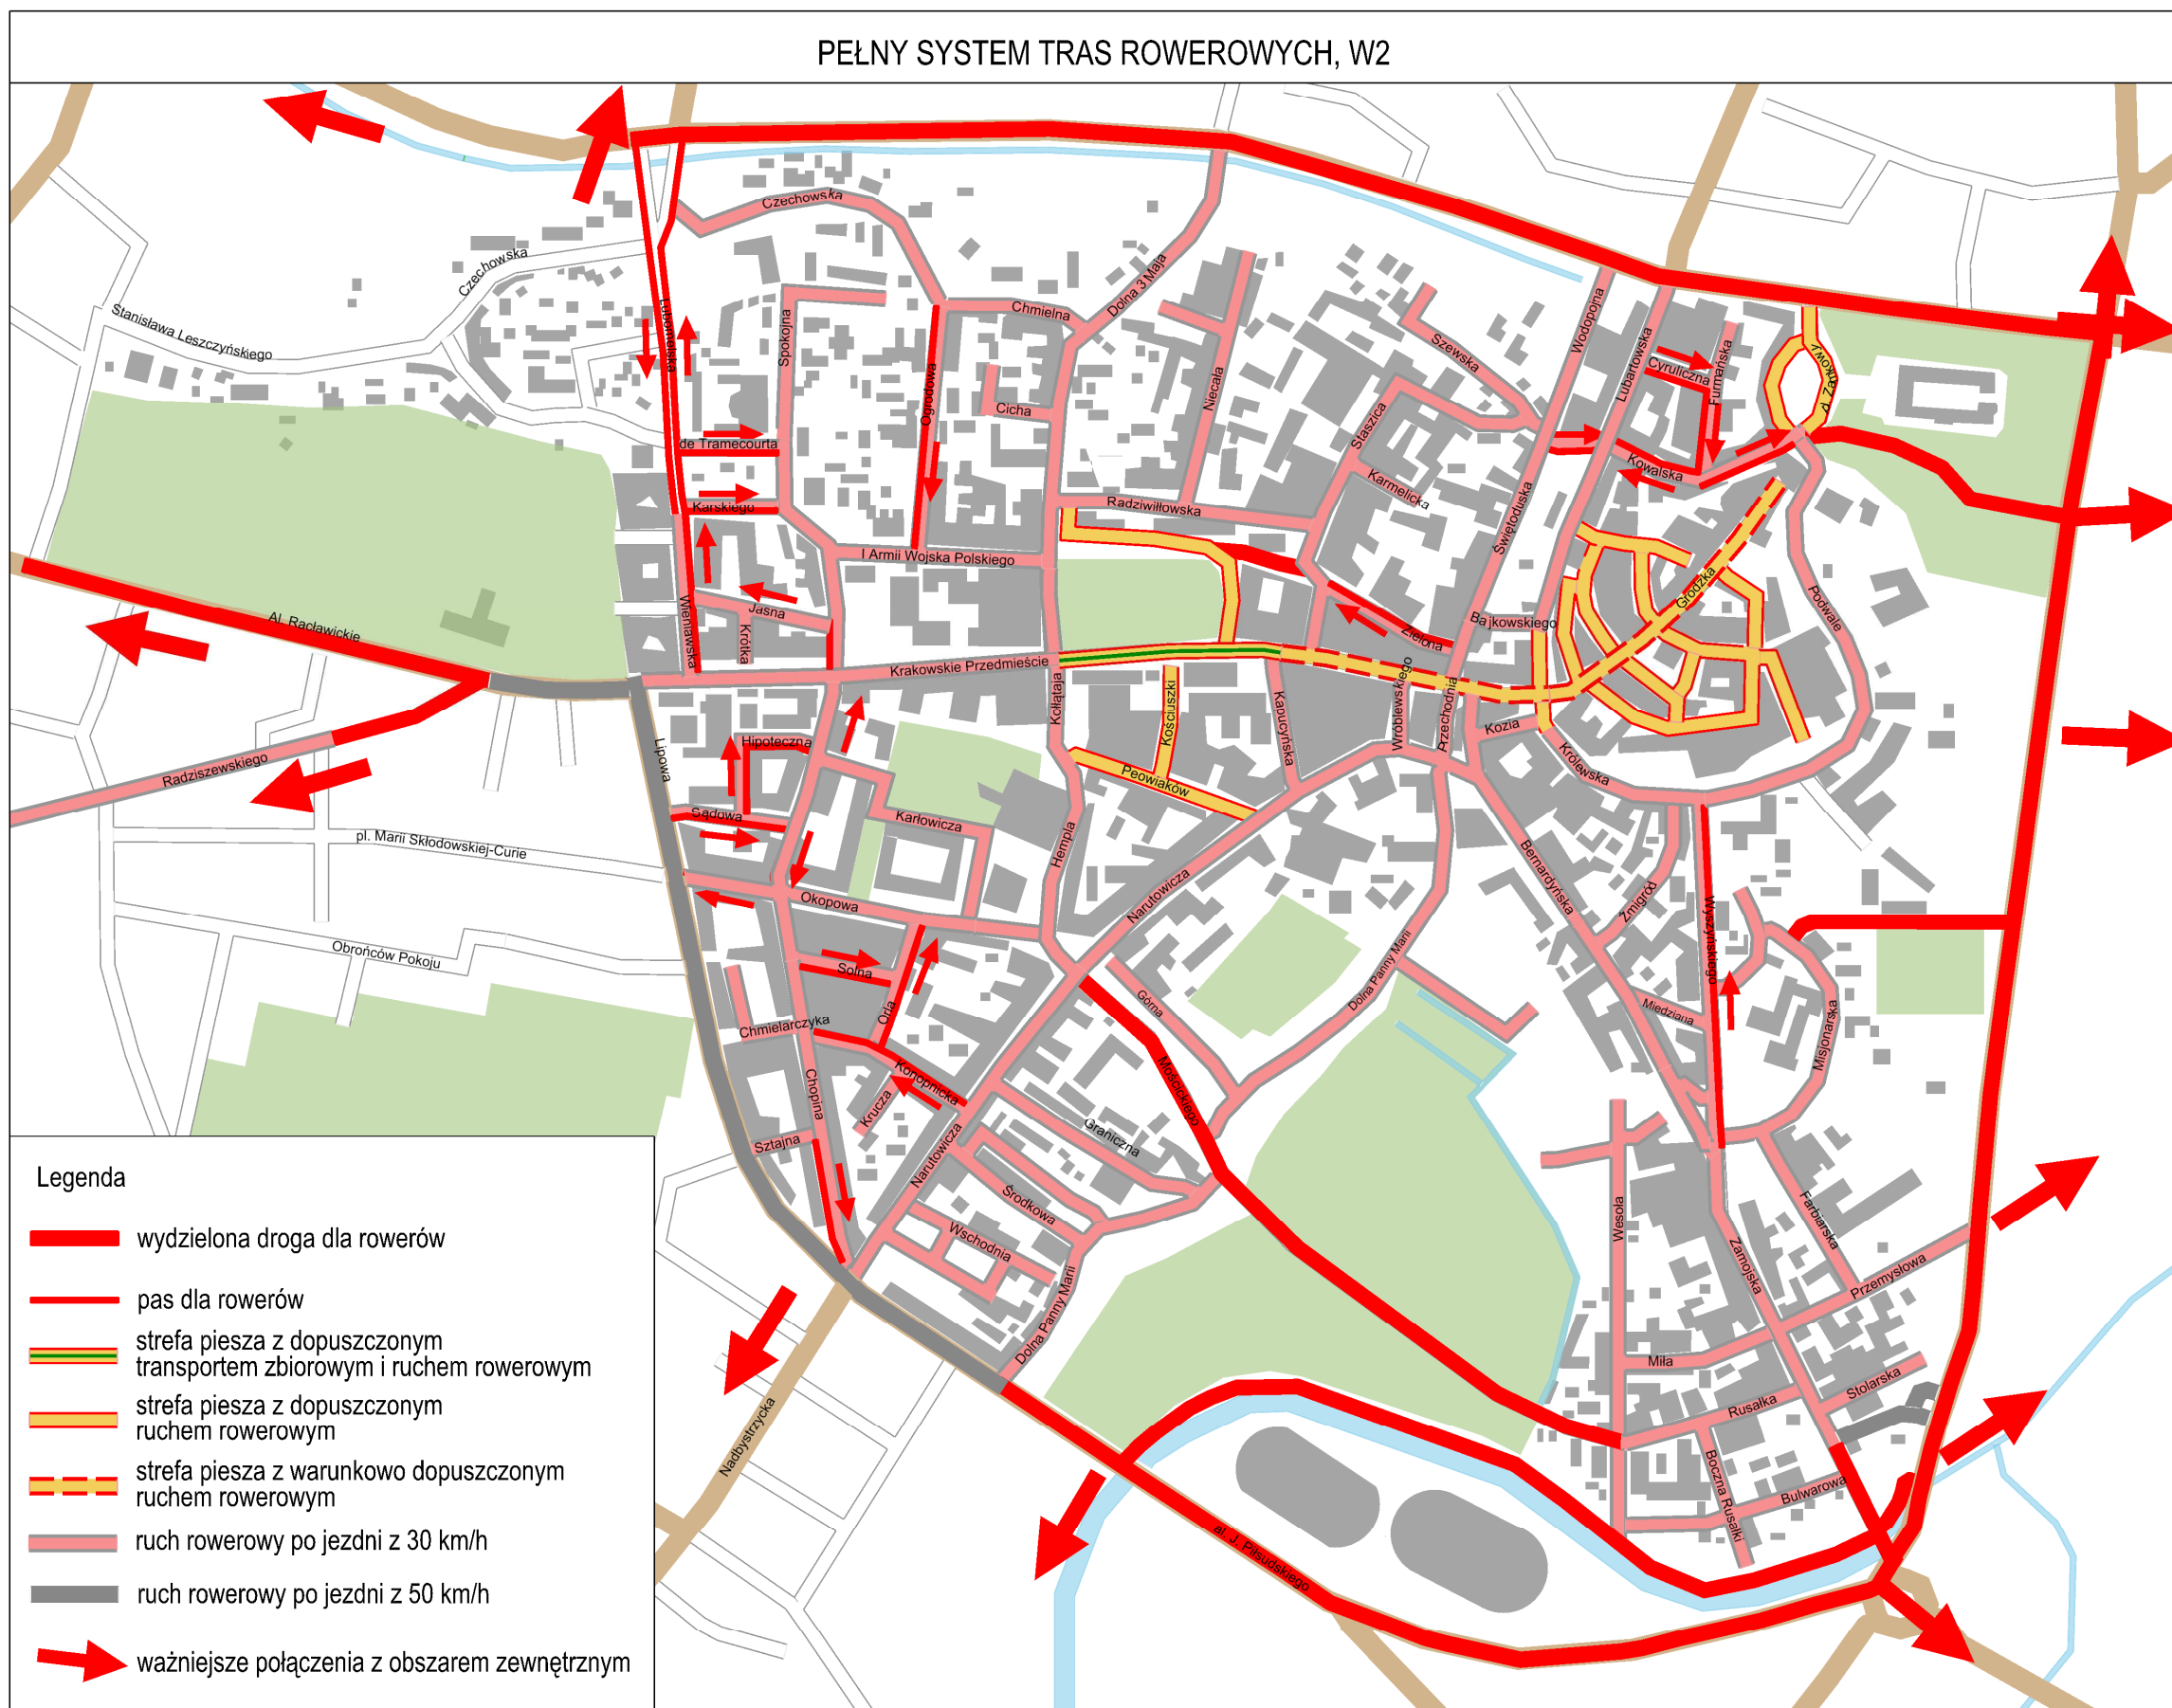 PEŁNY SYSTEM TRAS ROWEROWYCH, W2
Czechowska
Czechowska
Stanisława Leszczyńskiego
Lubomelska
Spokojna
Chmielna
Dolna 3 Maja
Ogrodowa
Cicha
Niecała
Szewska
Wodopojna
Lubartowska
Cyruliczna
Furmańska
pl. Zamkowy
Staszica
Karmelicka
Kowalska
de Tramecourta
Karskiego
Radziwiłłowska
Świętoduska
I Armii Wojska Polskiego
Grodzka
Podwale
Al. Racławickie
Wieniawska
Jasna
Krótka
Bajkowskiego
Zielona
Krakowskie Przedmieście
Kołłątaja
Kościuszki
Kapucyńska
Wróblewskiego
Przechodnia
Kozia
Królewska
Radziszewskiego
Lipowa
Hipoteczna
Peowiaków
Sądowa
Karłowicza
Hempla
pl. Marii Skłodowskiej-Curie
Bernardyńska
Narutowicza
Okopowa
Żmigród
Wyszyńskiego
Obrońców Pokoju
Solna
Orla
Górna
Dolna Panny Marii
Miedziana
Misjonarska
Chmielarczyka
Konopnicka
Mościckiego
Chopina
Krucza
Graniczna
Sztajna
Narutowicza
Środkowa
Wschodnia
Wesoła
Farbiarska
Zamojska
Przemysłowa
Dolna Panny Marii
Miła
Stolarska
Rusałka
Nadbystrzycka
Boczna Rusałki
Bulwarowa
al. J. Piłsudskiego
Legenda
wydzielona droga dla rowerów
pas dla rowerów
strefa piesza z dopuszczonym
transportem zbiorowym i ruchem rowerowym
strefa piesza z dopuszczonym
ruchem rowerowym
strefa piesza z warunkowo dopuszczonym
ruchem rowerowym
ruch rowerowy po jezdni z 30 km/h
ruch rowerowy po jezdni z 50 km/h
ważniejsze połączenia z obszarem zewnętrznym